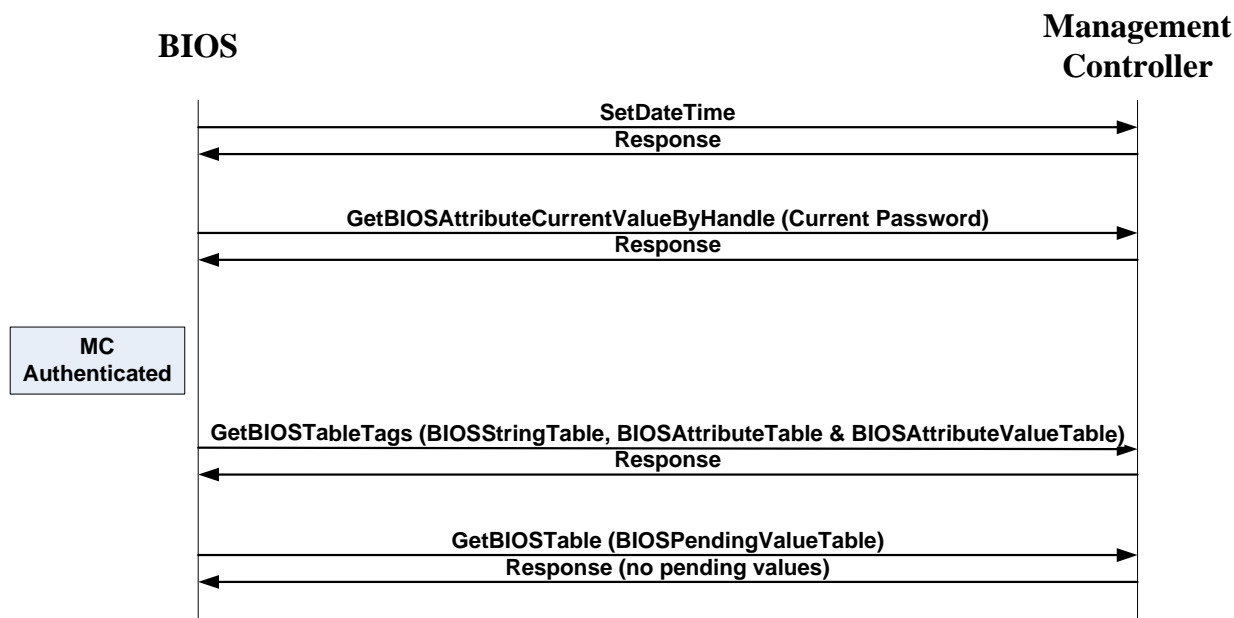 BIOS
Management
Controller
SetDateTime
Response
GetBIOSAttributeCurrentValueByHandle (Current Password)
Response
MC
Authenticated
GetBIOSTableTags (BIOSStringTable, BIOSAttributeTable & BIOSAttributeValueTable)
Response
GetBIOSTable (BIOSPendingValueTable)
Response (no pending values)